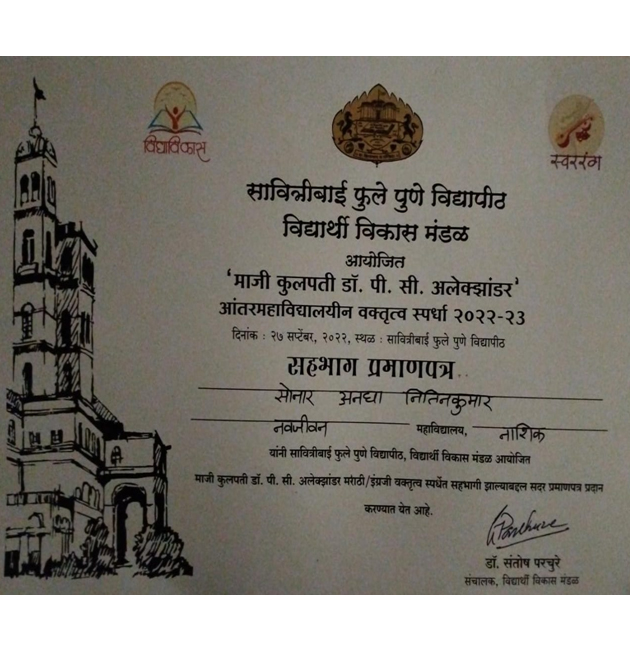 विद्याविकास
स्वररंग
सावित्रीबाई फुले पुणे विद्यापीठ
विद्यार्थी विकास मंडळ
आयोजित
'माजी कुलपती डॉ. पी. सी. अलेक्झांडर'
आंतरमहाविद्यालयीन वक्तृत्व स्पर्धा २०२२-२३
दिनांक : २७ सप्टेंबर, २०२२, स्थळ : सावित्रीबाई फुले पुणे विद्यापीठ
सहभाग प्रमाणपत्र..
सोनार अनघा नितिनकुमार
नवजीवन महाविद्यालय, नाशिक
यांनी सावित्रीबाई फुले पुणे विद्यापीठ, विद्यार्थी विकास मंडळ आयोजित
माजी कुलपती डॉ. पी. सी. अलेक्झांडर मराठी/इंग्रजी वक्तृत्व स्पर्धेत सहभागी झाल्याबद्दल सदर प्रमाणपत्र प्रदान
करण्यात येत आहे.
डॉ. संतोष परचुरे
संचालक, विद्यार्थी विकास मंडळ